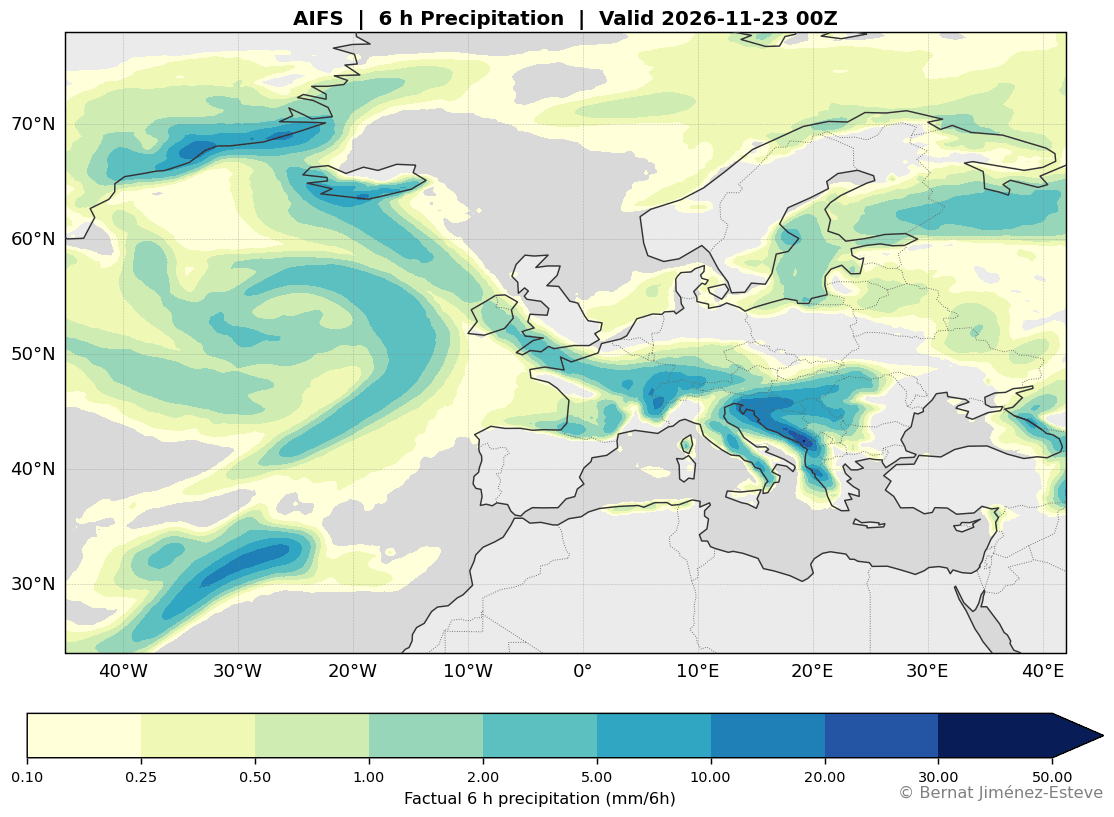 AIFS | 6 h Precipitation | Valid 2026-11-23 00Z
70°N
60°N
50°N
40°N
30°N
40°W 30°W 20°W 10°W 0° 10°E 20°E 30°E 40°E
0.10 0.25 0.50 1.00 2.00 5.00 10.00 20.00 30.00 50.00
Factual 6 h precipitation (mm/6h)
© Bernat Jiménez-Esteve